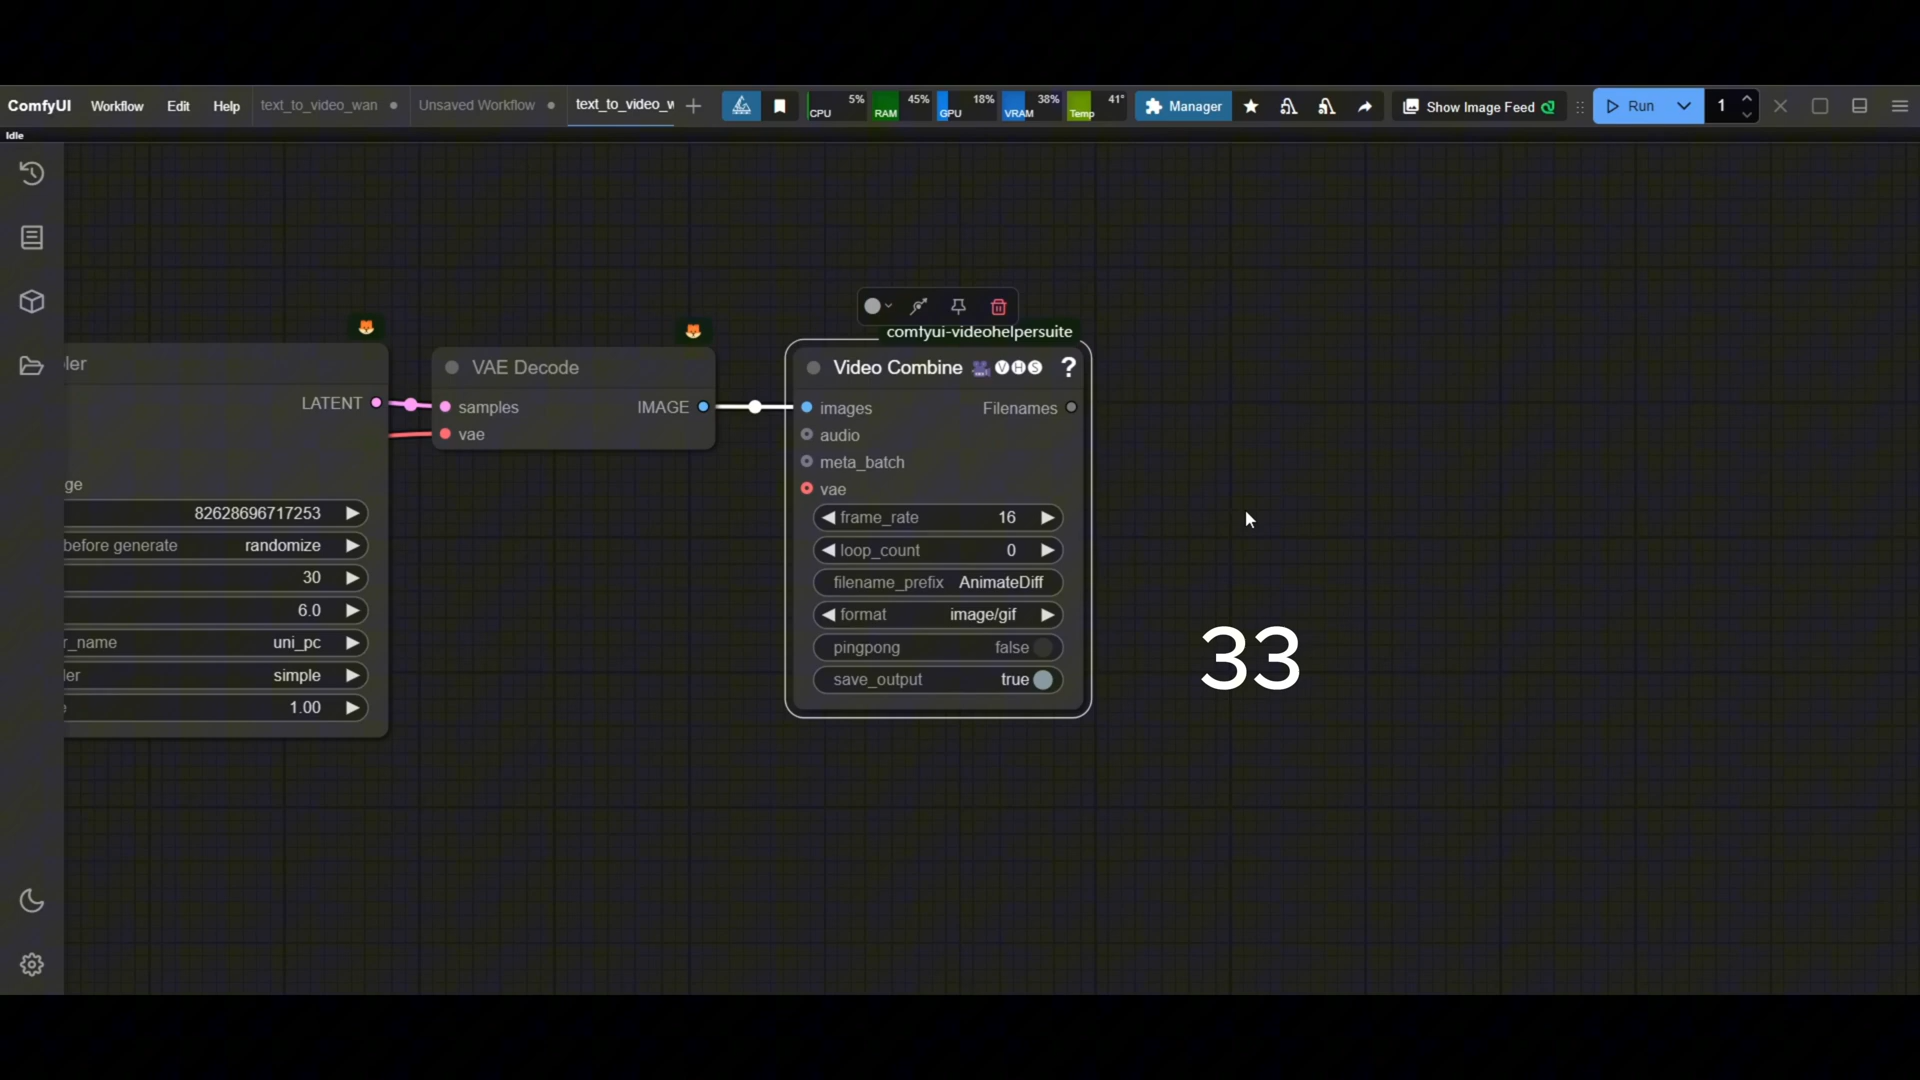 ComfyUI Workflow Edit Help text_to_video_wan Unsaved Workflow text_to_video_w CPU 5% RAM 45% GPU 18% VRAM 38% Temp 41° Manager Show Image Feed Run 1
Idle
comfyui-videohelpersuite
ler VAE Decode Video Combine VHS ?
LATENT samples IMAGE images Filenames
vae audio
meta_batch
ge vae
82628696717253 frame_rate 16
before generate randomize loop_count 0
30 filename_prefix AnimateDiff
6.0 format image/gif
r_name uni_pc pingpong false
ler simple save_output true
1.00
33